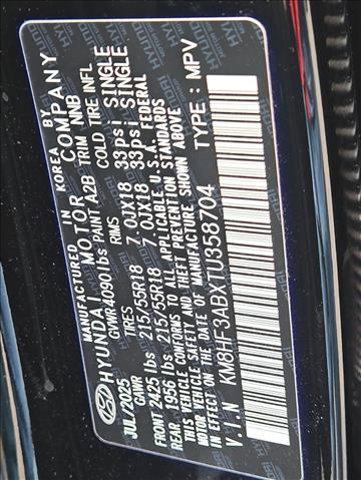 MANUFACTURED IN KOREA BY
HYUNDAI MOTOR COMPANY
GVWR 4090 lbs PAINT A2B TRIM NNB
JUL/2025 TIRES RIMS COLD TIRE INFL
GAWR
FRONT 2425 lbs 215/55R18 7.0JX18 33psi SINGLE
REAR 1956 lbs 215/55R18 7.0JX18 33psi SINGLE
THIS VEHICLE CONFORMS TO ALL APPLICABLE U.S.A. FEDERAL
MOTOR VEHICLE SAFETY AND THEFT PREVENTION STANDARDS
IN EFFECT ON THE DATE OF MANUFACTURE SHOWN ABOVE
V.I.N : KM8HF3ABXTU358704 TYPE : MPV